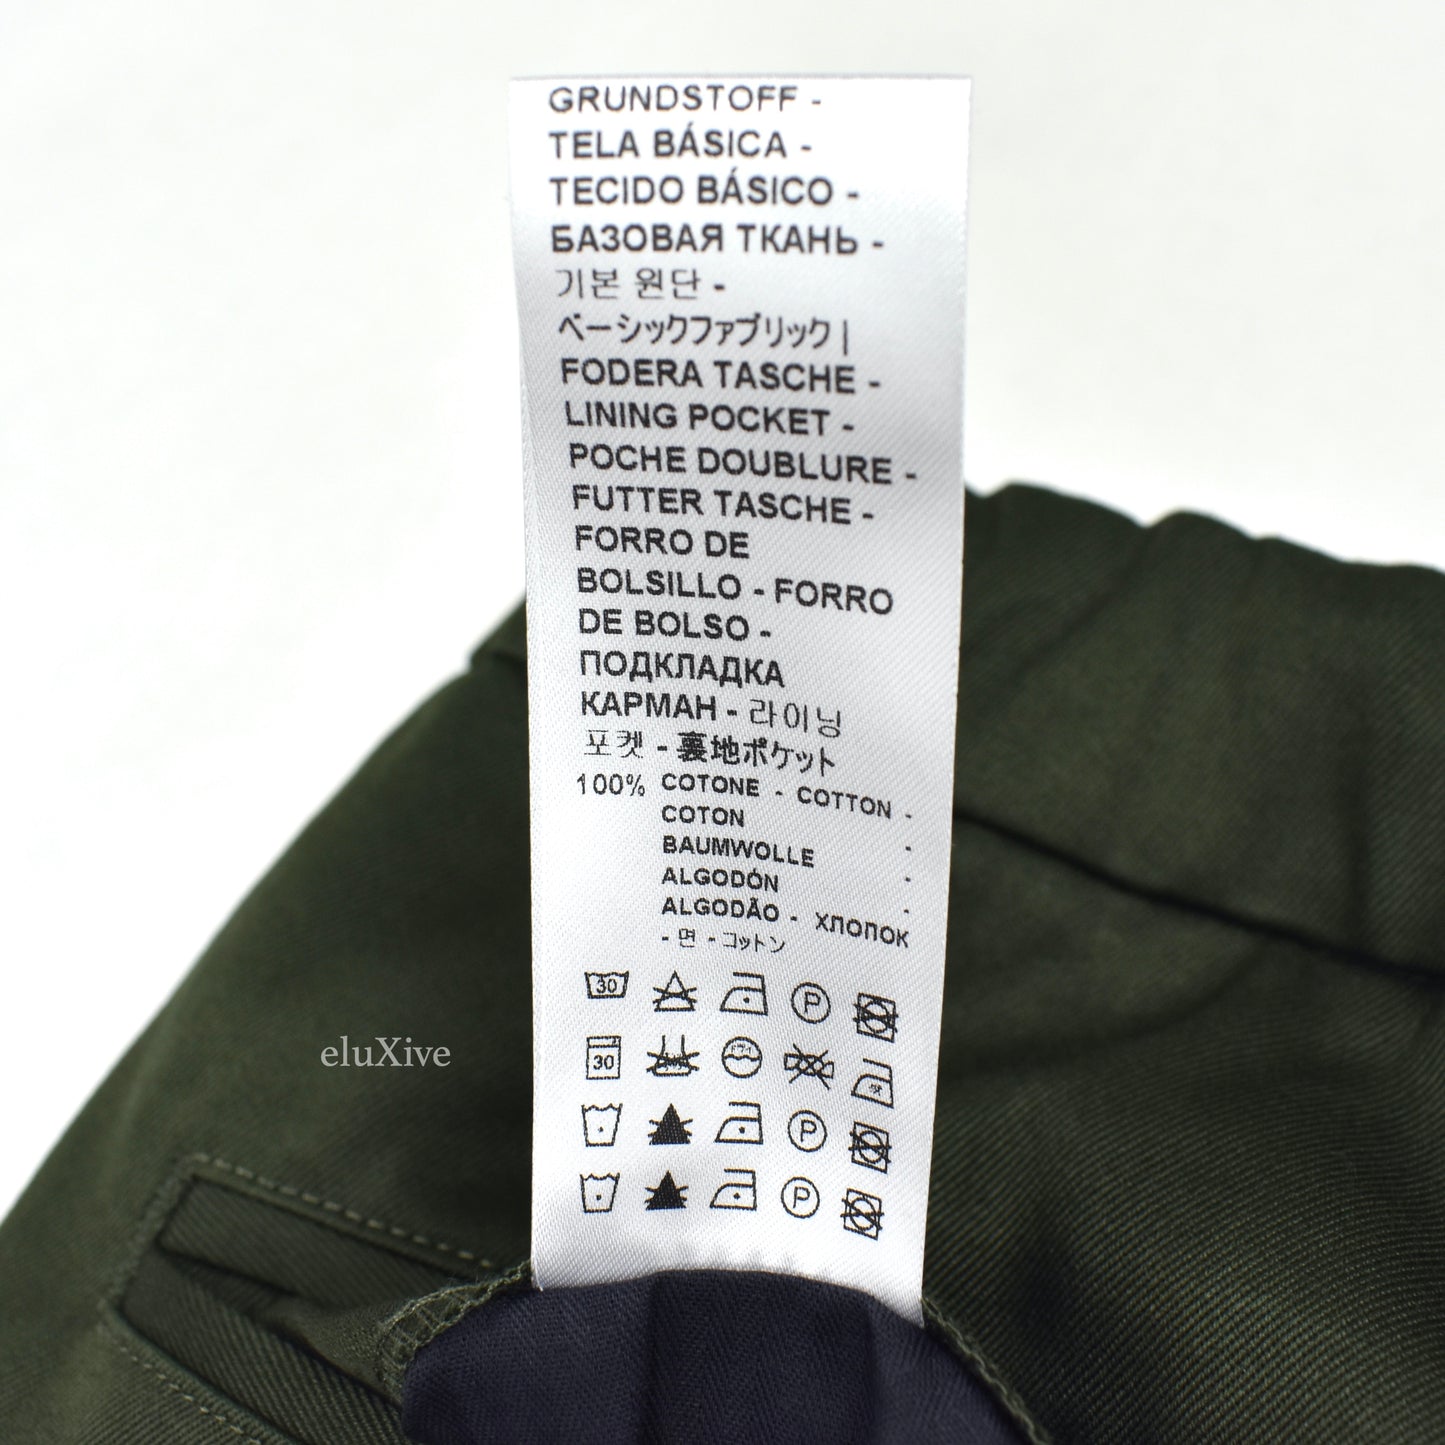 GRUNDSTOFF -
TELA BÁSICA -
TECIDO BÁSICO -
БАЗОВАЯ ТКАНЬ -
기본 원단 -
ベーシックファブリック |
FODERA TASCHE -
LINING POCKET -
POCHE DOUBLURE -
FUTTER TASCHE -
FORRO DE
BOLSILLO - FORRO
DE BOLSO -
ПОДКЛАДКА
КАРМАН - 라이닝
포켓 - 裏地ポケット
100% COTONE - COTTON -
COTON -
BAUMWOLLE -
ALGODÓN -
ALGODÃO - ХЛОПОК
- 면 - コットン
30 P
30
P
P
eluXive